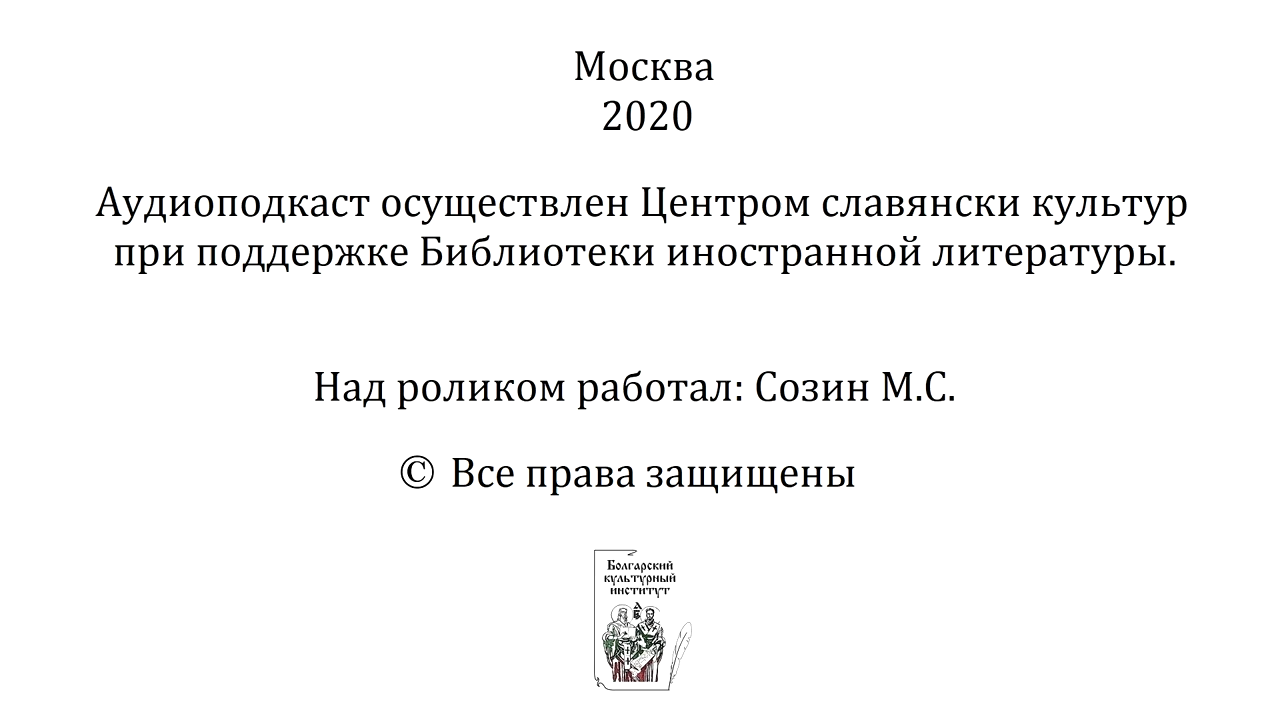 Москва
2020
Аудиоподкаст осуществлен Центром славянски культур
при поддержке Библиотеки иностранной литературы.
Над роликом работал: Созин М.С.
© Все права защищены
Болгарский
культурный
институт